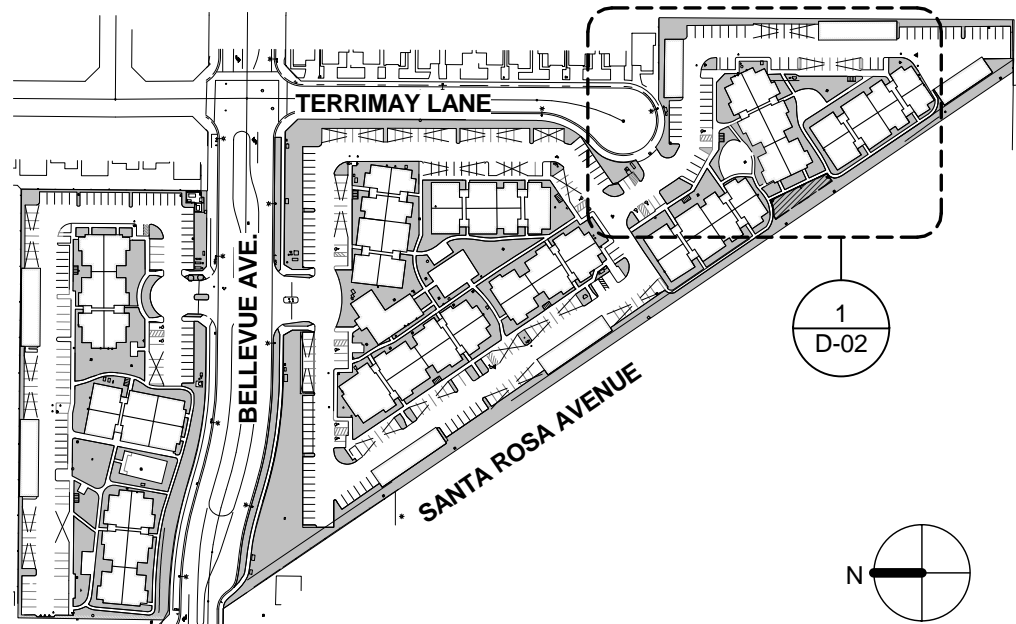 TERRIMAY LANE
BELLEVUE AVE.
1
D-02
SANTA ROSA AVENUE
N